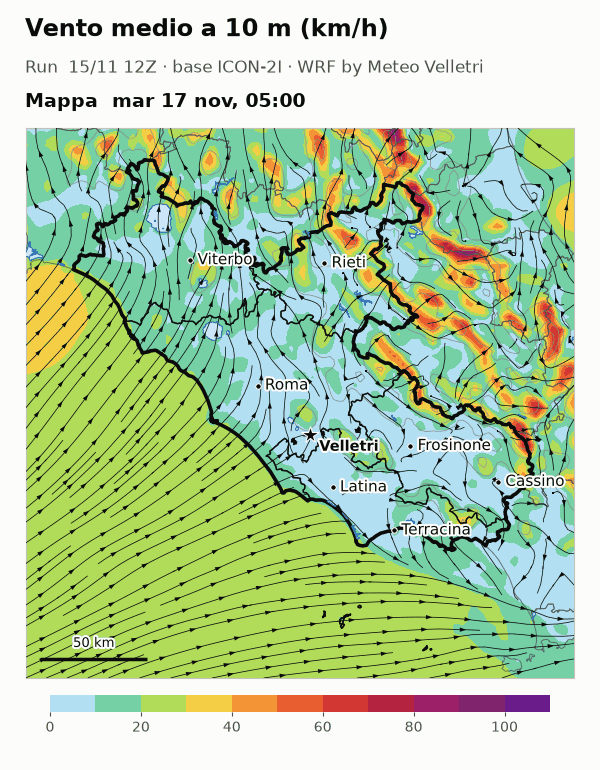 Vento medio a 10 m (km/h)
Run  15/11 12Z · base ICON-2I · WRF by Meteo Velletri
Mappa  mar 17 nov, 05:00
Viterbo
Rieti
Roma
Velletri
Frosinone
Latina
Cassino
Terracina
50 km
0 20 40 60 80 100